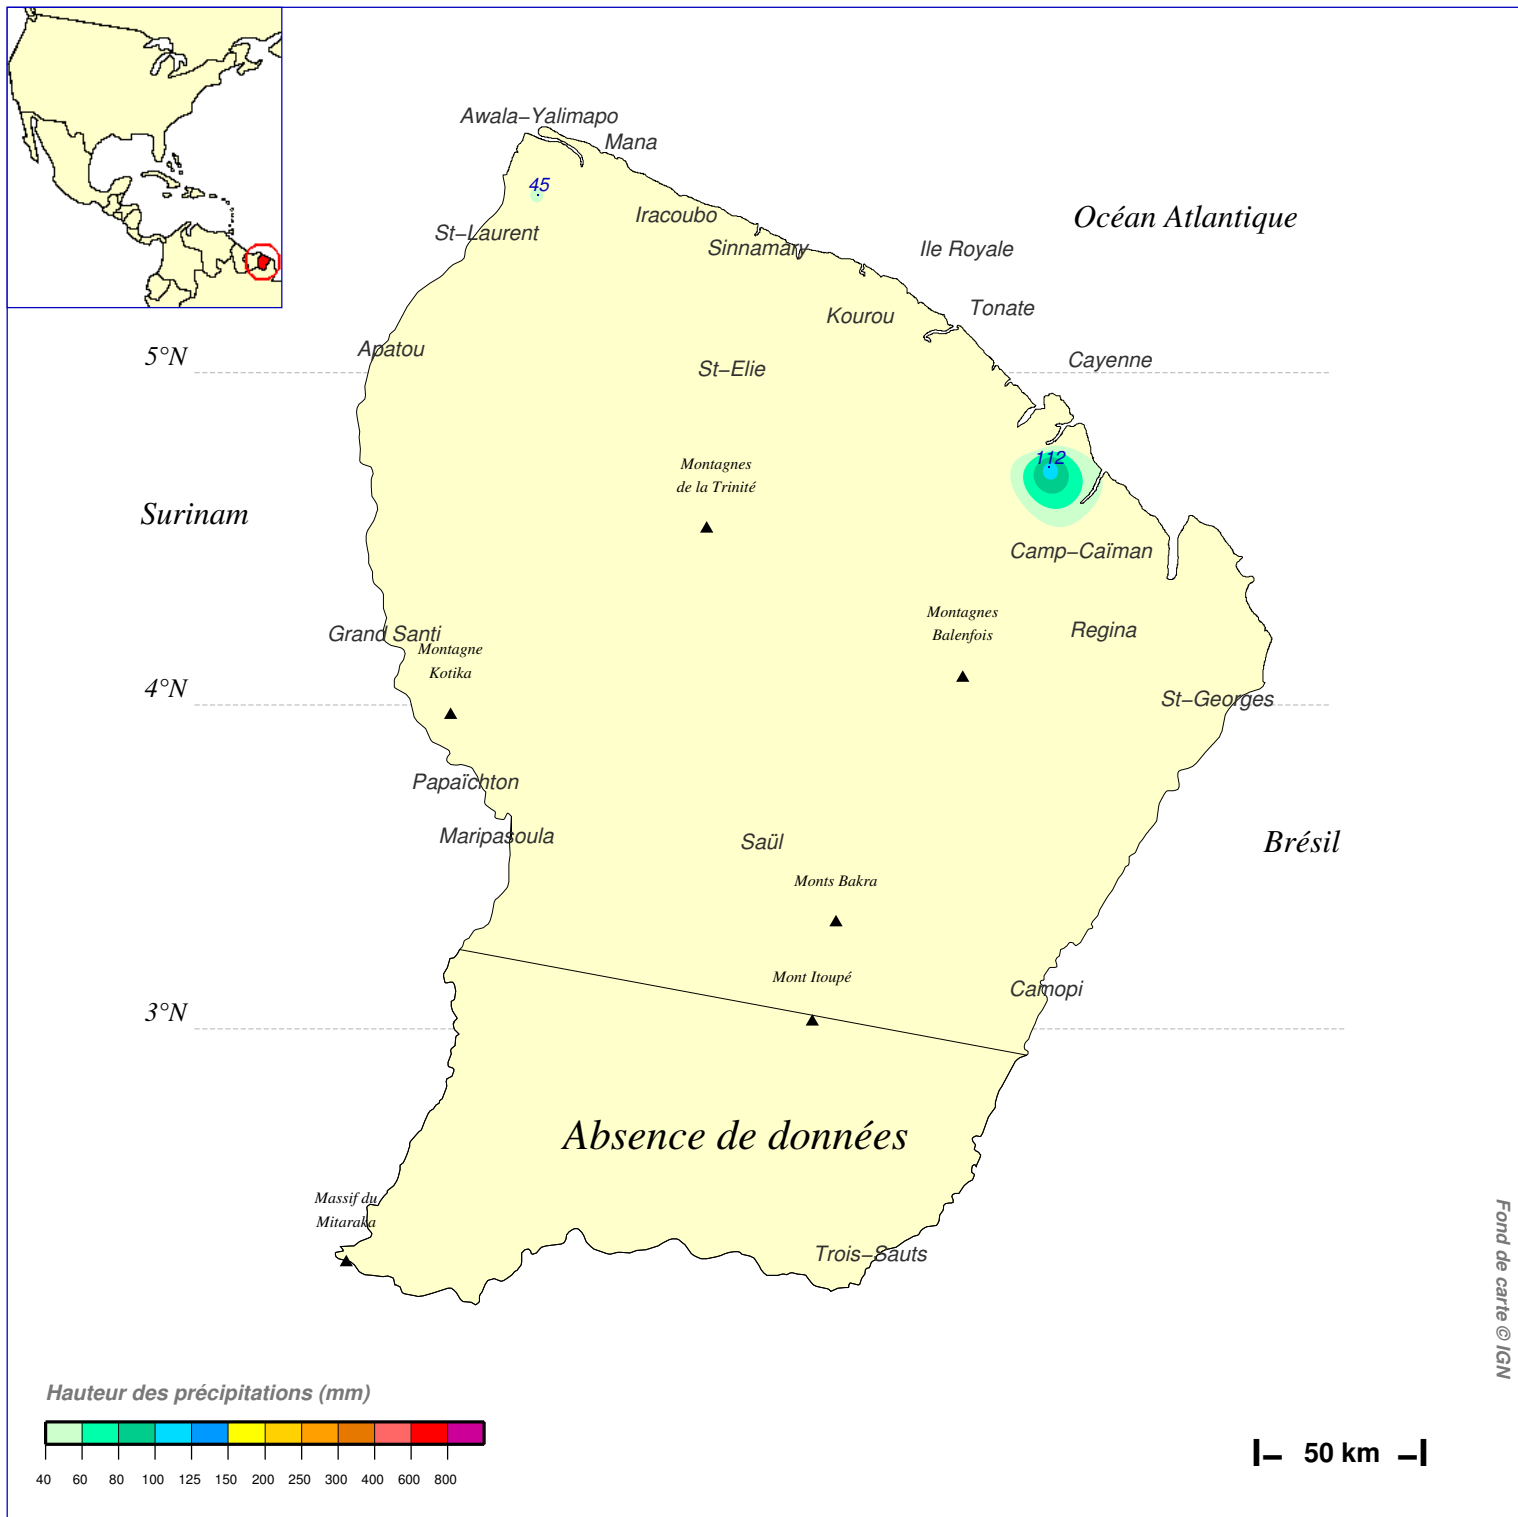 Awala–Yalimapo
Mana
45
Iracoubo
Océan Atlantique
St–Laurent
Sinnamary
Ile Royale
Tonate
Kourou
5°N
Apatou
St–Elie
Cayenne
112
Montagnes
de la Trinité
Surinam
Camp–Caïman
Montagnes
Balenfois
Regina
Grand Santi
Montagne
Kotika
4°N
St–Georges
Papaïchton
Maripasoula
Saül
Brésil
Monts Bakra
Mont Itoupé
Camopi
3°N
Absence de données
Massif du
Mitaraka
Trois–Sauts
Fond de carte © IGN
Hauteur des précipitations (mm)
40 60 80 100 125 150 200 250 300 400 600 800
50 km